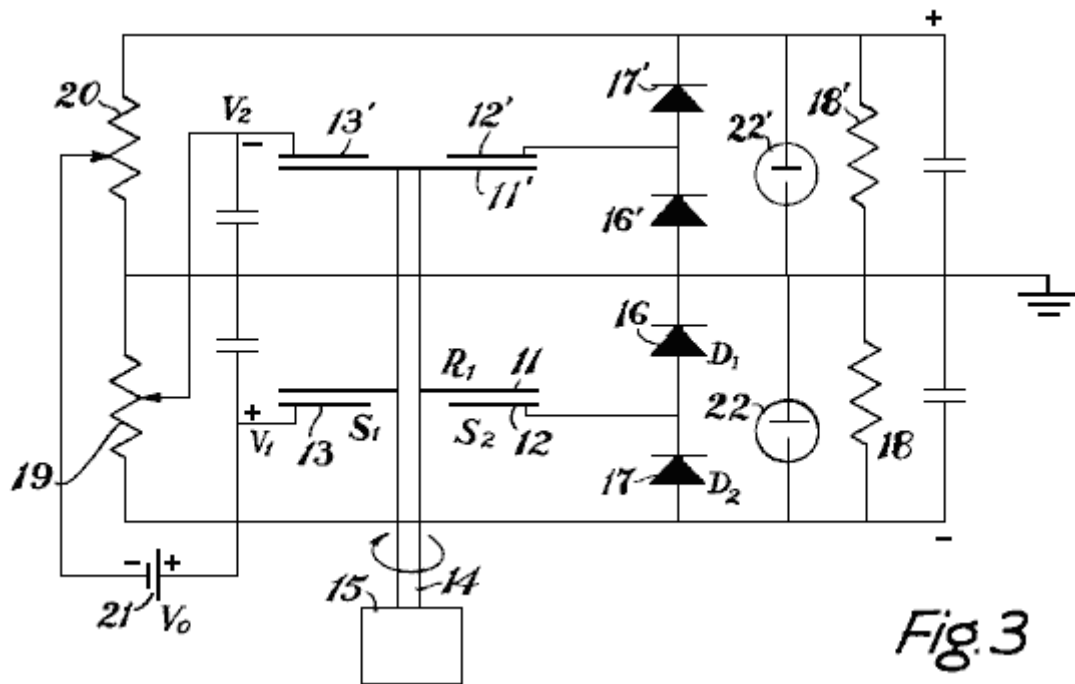 +
20
V₂
-
13'
12'
11'
17'
16'
22'
18'
16
D₁
R₁
11
+
V₁
13
S₁
S₂
12
22
18
19
17
D₂
-
- +
21
V₀
15
14
Fig. 3